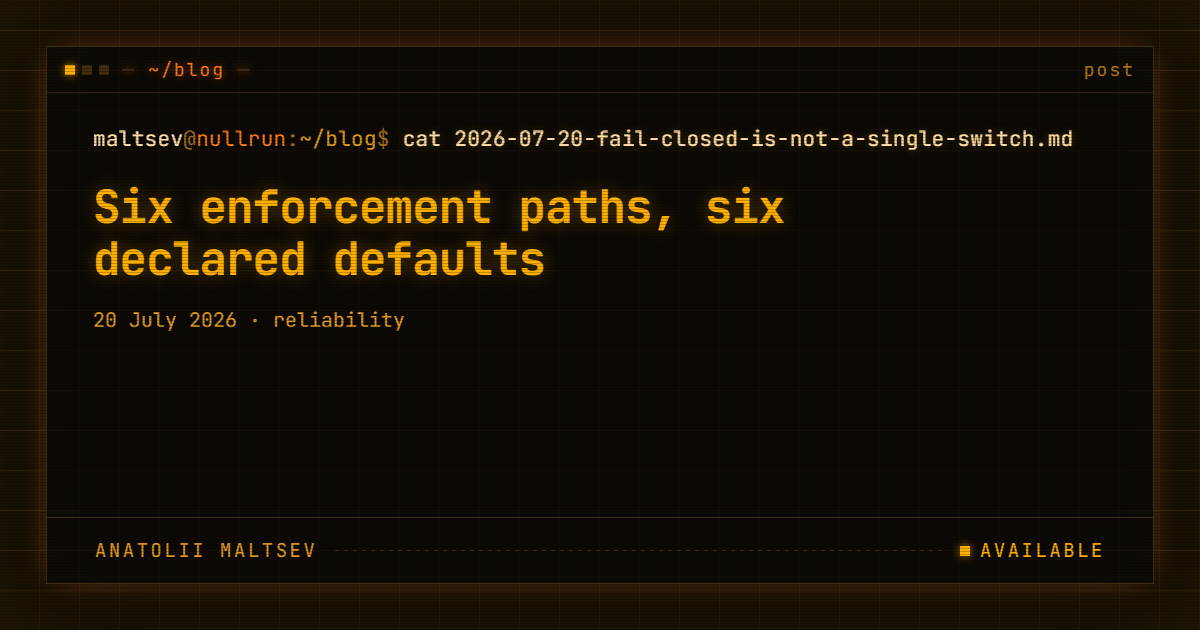 — ~/blog —
post
maltsev@nullrun:~/blog$ cat 2026-07-20-fail-closed-is-not-a-single-switch.md
Six enforcement paths, six
declared defaults
20 July 2026 · reliability
ANATOLII MALTSEV
AVAILABLE